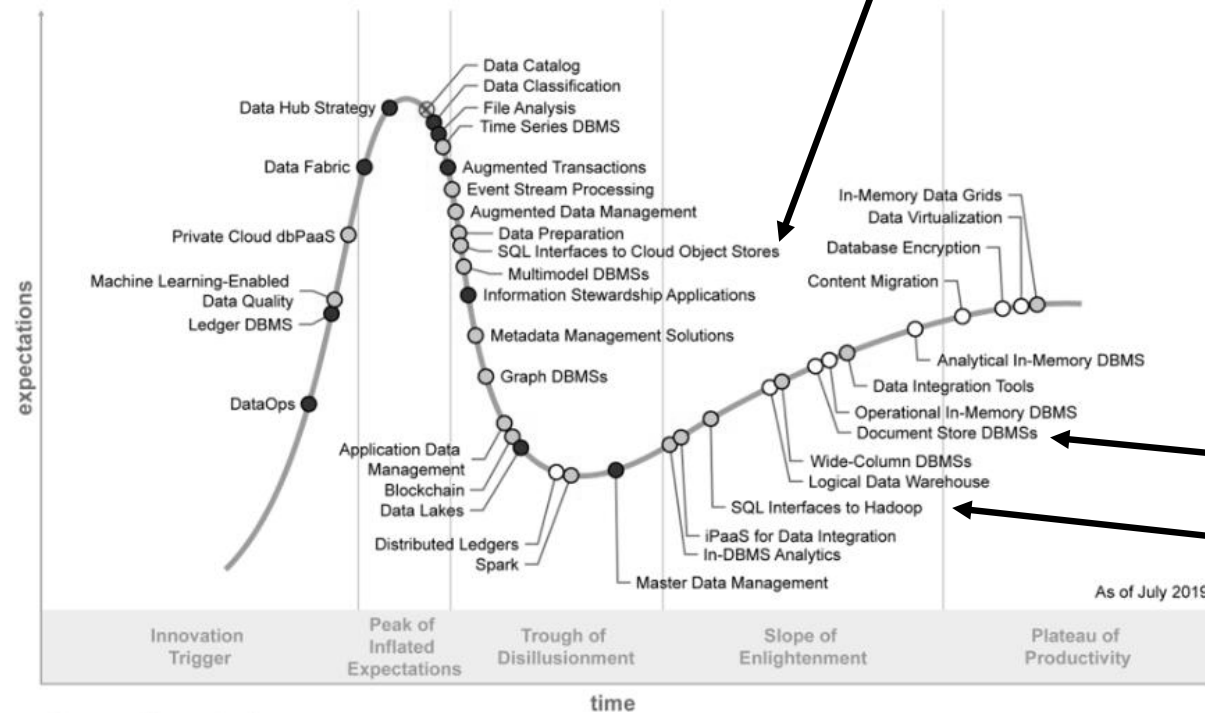 Data Catalog
Data Classification
Data Hub Strategy
File Analysis
Time Series DBMS
Data Fabric
Augmented Transactions
Event Stream Processing
In-Memory Data Grids
Augmented Data Management
Data Virtualization
Private Cloud dbPaaS
Data Preparation
SQL Interfaces to Cloud Object Stores
Database Encryption
Multimodel DBMSs
Machine Learning-Enabled
Data Quality
Content Migration
Information Stewardship Applications
Ledger DBMS
Metadata Management Solutions
expectations
Analytical In-Memory DBMS
Graph DBMSs
Data Integration Tools
DataOps
Operational In-Memory DBMS
Document Store DBMSs
Application Data
Management
Wide-Column DBMSs
Blockchain
Logical Data Warehouse
Data Lakes
SQL Interfaces to Hadoop
iPaaS for Data Integration
Distributed Ledgers
In-DBMS Analytics
Spark
Master Data Management
As of July 2019
Innovation
Trigger
Peak of
Inflated
Expectations
Trough of
Disillusionment
Slope of
Enlightenment
Plateau of
Productivity
time